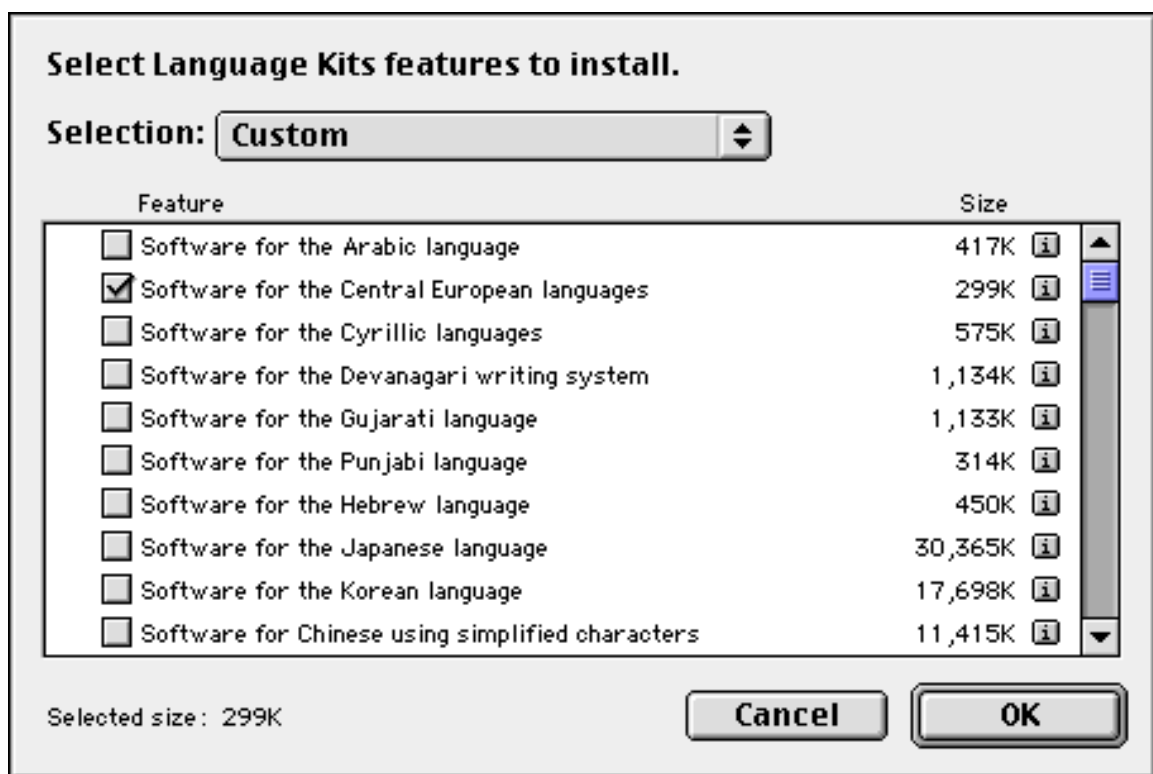 Select Language Kits features to install.
Selection: Custom
Feature Size
Software for the Arabic language 417K
Software for the Central European languages 299K
Software for the Cyrillic languages 575K
Software for the Devanagari writing system 1,134K
Software for the Gujarati language 1,133K
Software for the Punjabi language 314K
Software for the Hebrew language 450K
Software for the Japanese language 30,365K
Software for the Korean language 17,698K
Software for Chinese using simplified characters 11,415K
Selected size: 299K Cancel OK